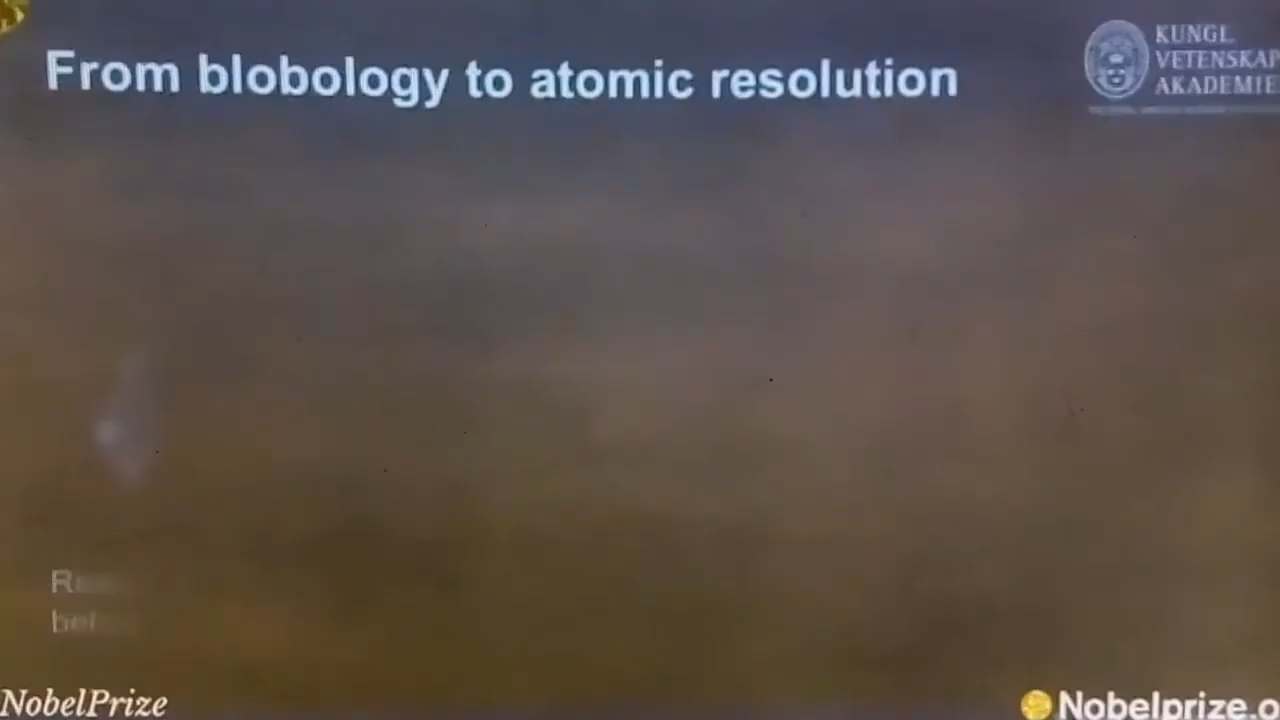 From blobology to atomic resolution
KUNGL.
VETENSKAP
AKADEMIE
NobelPrize
Nobelprize.o